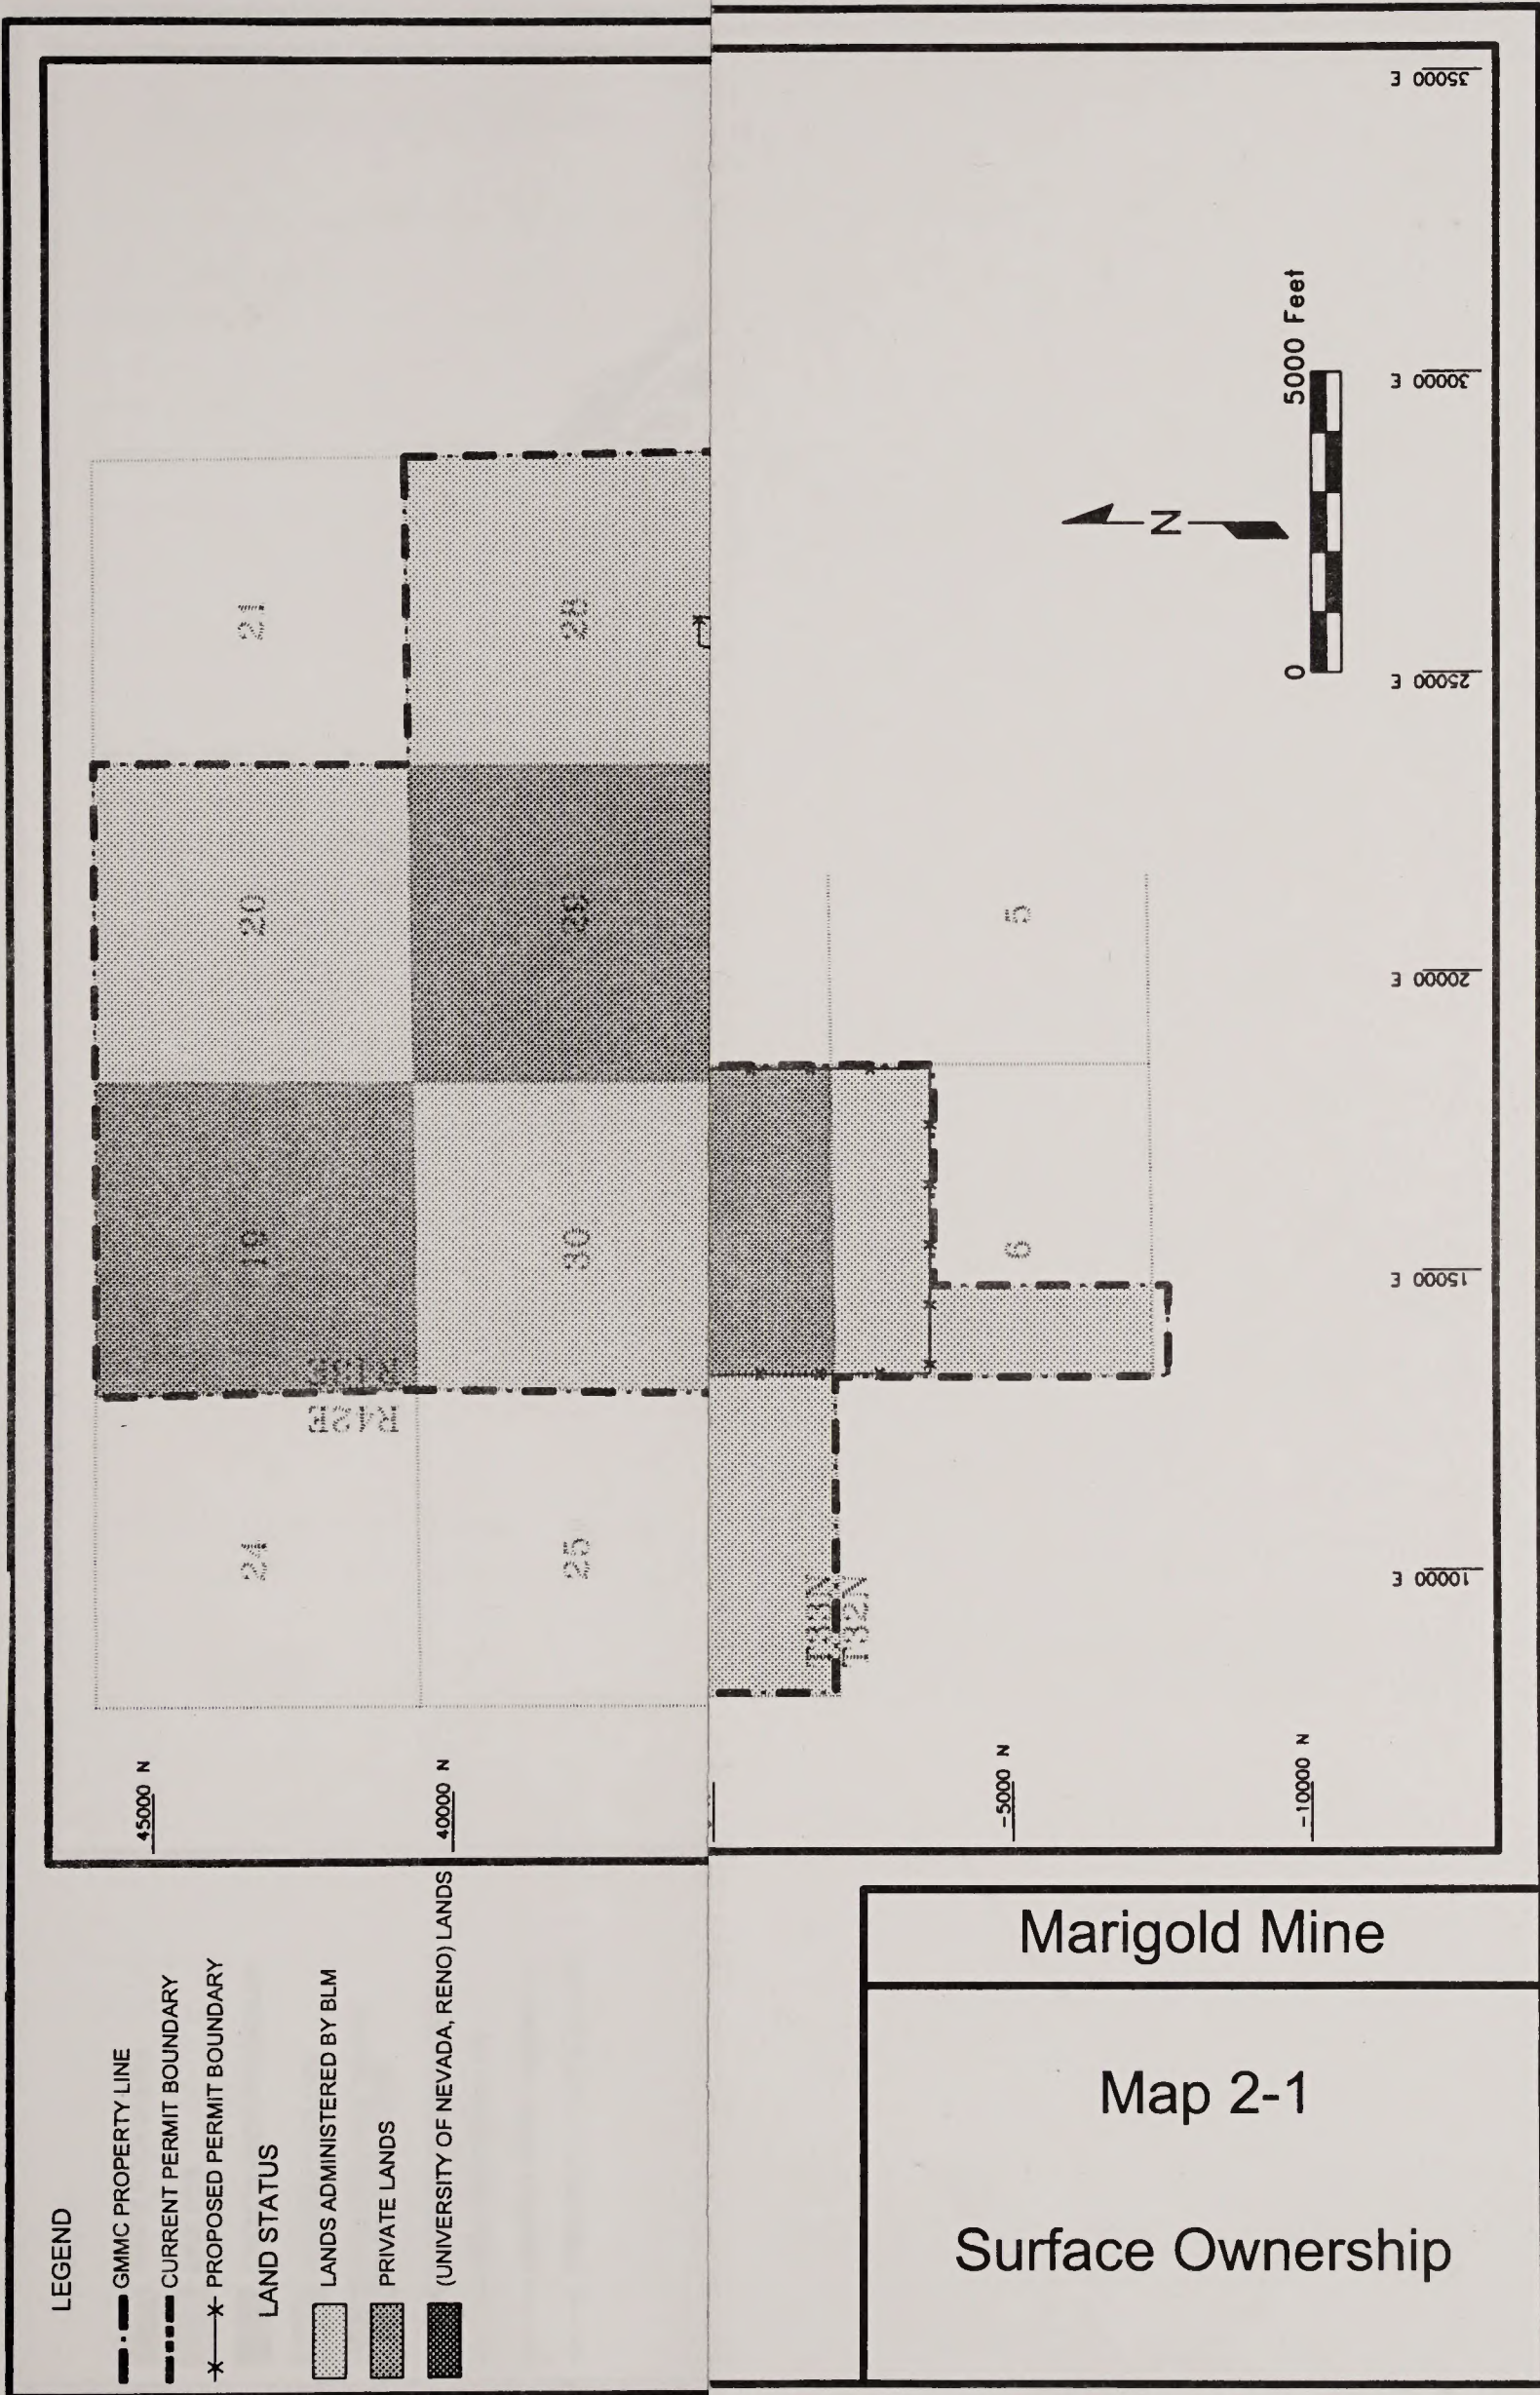 35000 E
30000 E
25000 E
20000 E
15000 E
10000 E
45000 N
40000 N
-5000 N
-10000 N
21
28
20
29
19
30
24
25
5
6
R43E
R42E
T33N
T32N
N
0
5000 Feet
LEGEND
GMMC PROPERTY LINE
CURRENT PERMIT BOUNDARY
PROPOSED PERMIT BOUNDARY
LAND STATUS
LANDS ADMINISTERED BY BLM
PRIVATE LANDS
(UNIVERSITY OF NEVADA, RENO) LANDS
Marigold Mine
Map 2-1
Surface Ownership